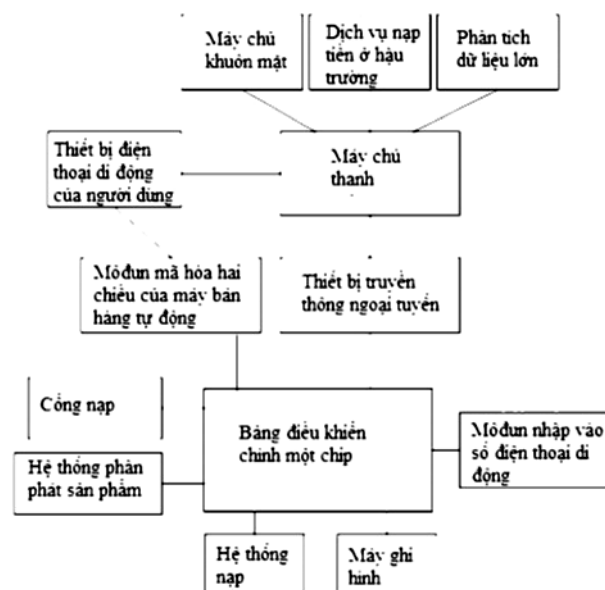 Máy chủ
khuôn mặt
Dịch vụ nạp
tiền ở hậu
trường
Phân tích
dữ liệu lớn
Thiết bị điện
thoại di động
của người dùng
Máy chủ
thanh
Môđun mã hóa hai
chiều của máy bán
hàng tự động
Thiết bị truyền
thông ngoại tuyến
Cổng nạp
Bảng điều khiển
chính một chip
Môđun nhập vào
số điện thoại di
động
Hệ thống phân
phát sản phẩm
Hệ thống
nạp
Máy ghi
hình